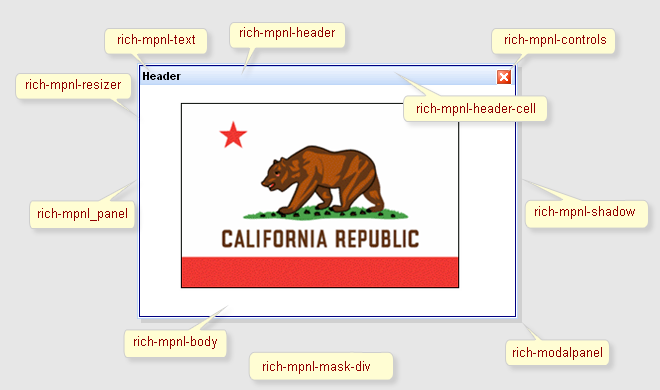 rich-mpnl-text
rich-mpnl-header
rich-mpnl-controls
rich-mpnl-resizer
Header
rich-mpnl-header-cell
rich-mpnl_panel
rich-mpnl-shadow
CALIFORNIA REPUBLIC
rich-mpnl-body
rich-modalpanel
rich-mpnl-mask-div